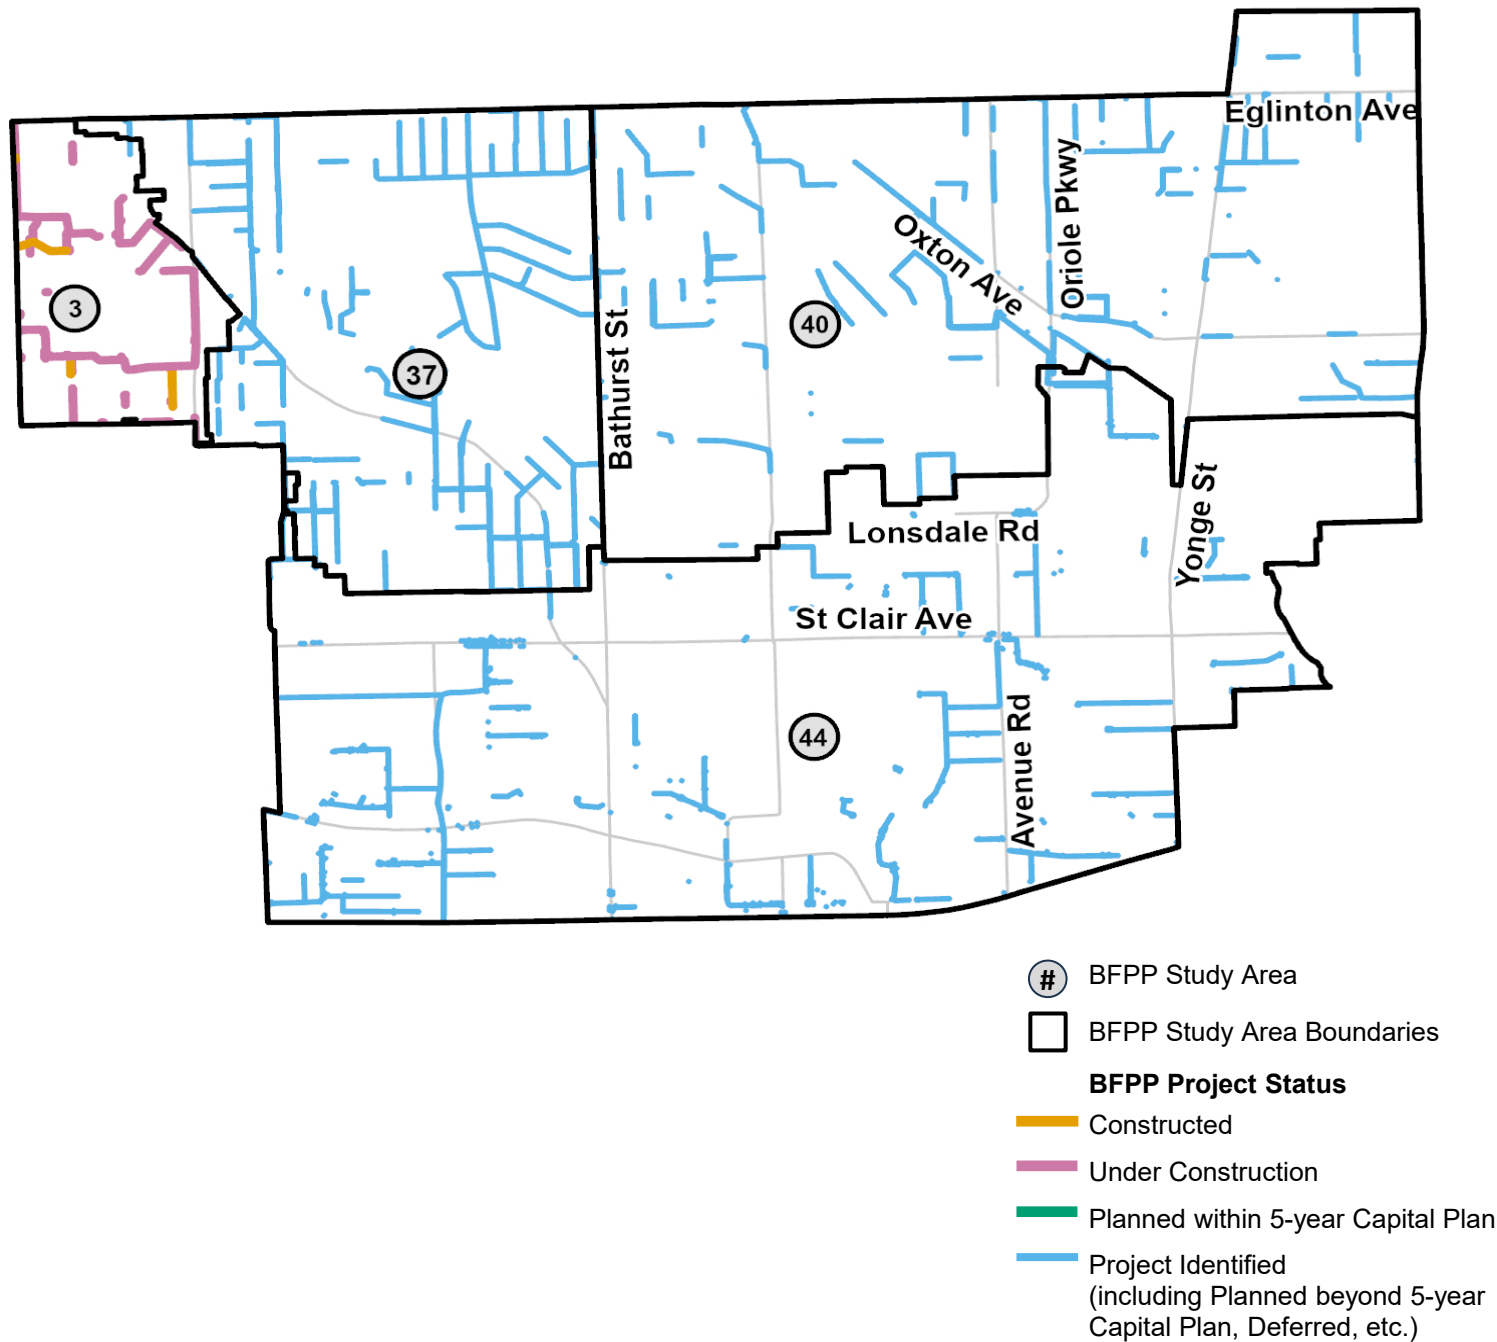 Eglinton Ave
Oriole Pkwy
Oxton Ave
3
40
37
Bathurst St
Lonsdale Rd
Yonge St
St Clair Ave
44
Avenue Rd
# BFPP Study Area
BFPP Study Area Boundaries
BFPP Project Status
Constructed
Under Construction
Planned within 5-year Capital Plan
Project Identified
(including Planned beyond 5-year
Capital Plan, Deferred, etc.)